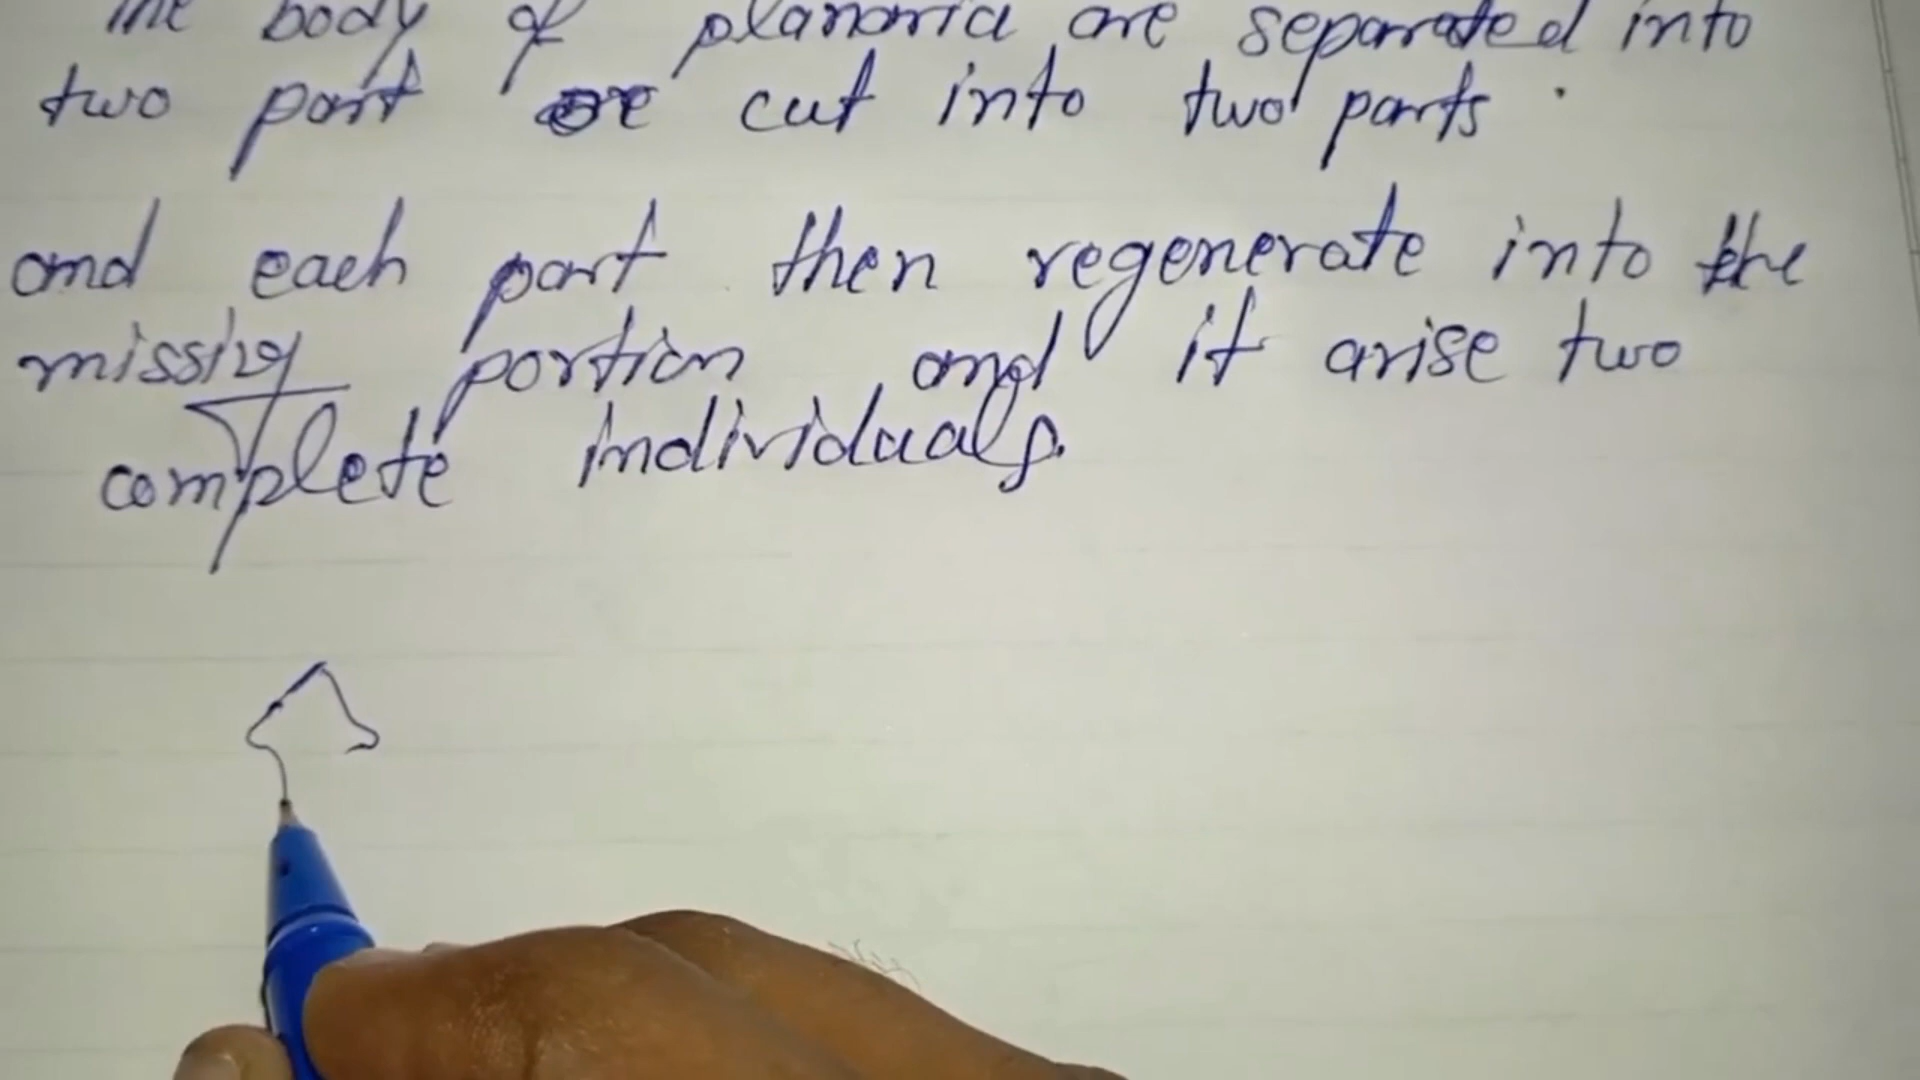 The body of planaria are separated into
two part or cut into two parts.
and each part then regenerate into the
missing portion and it arise two
complete individuals.